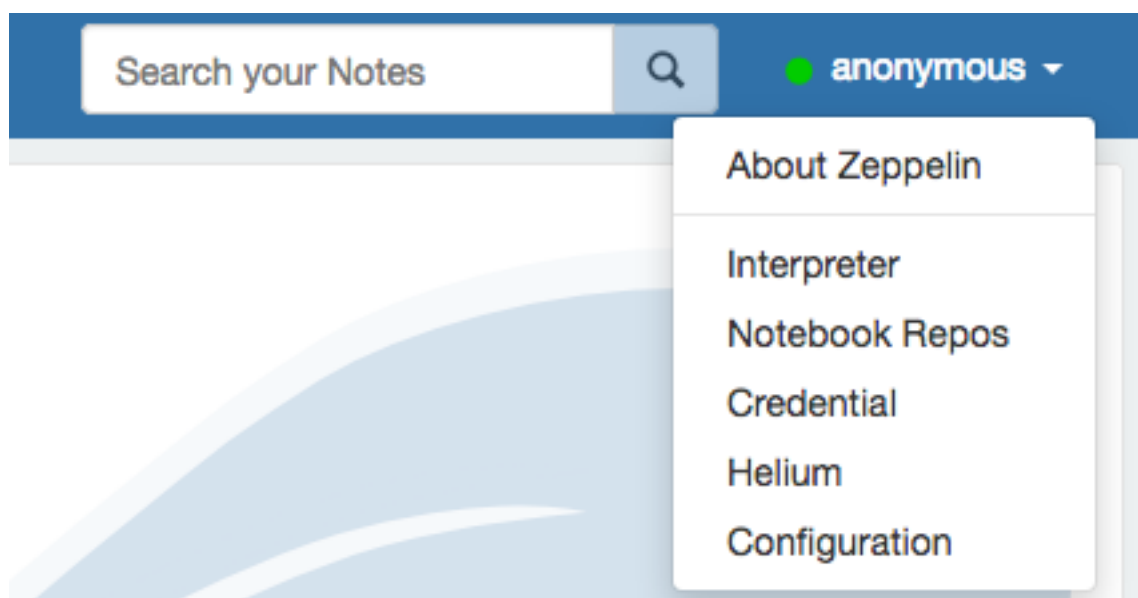 Search your Notes
anonymous
About Zeppelin
Interpreter
Notebook Repos
Credential
Helium
Configuration